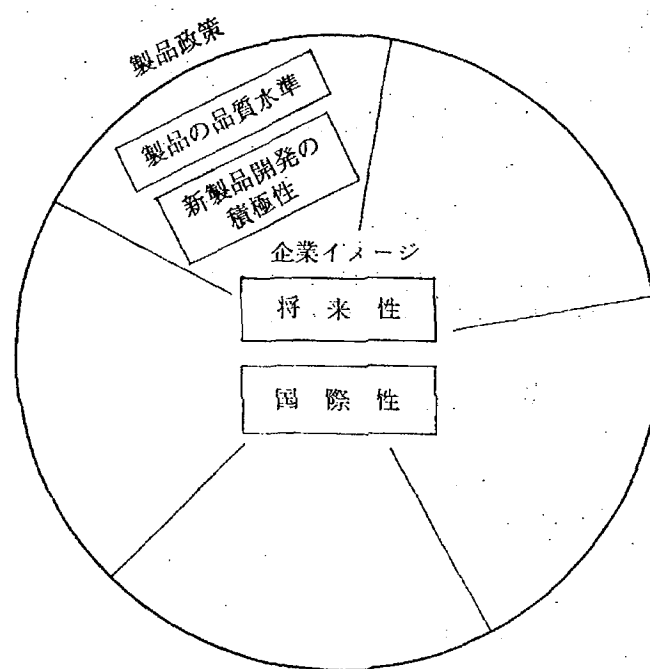 製品政策
製品の品質水準
新製品開発の
積極性
企業イメージ
将来性
国際性